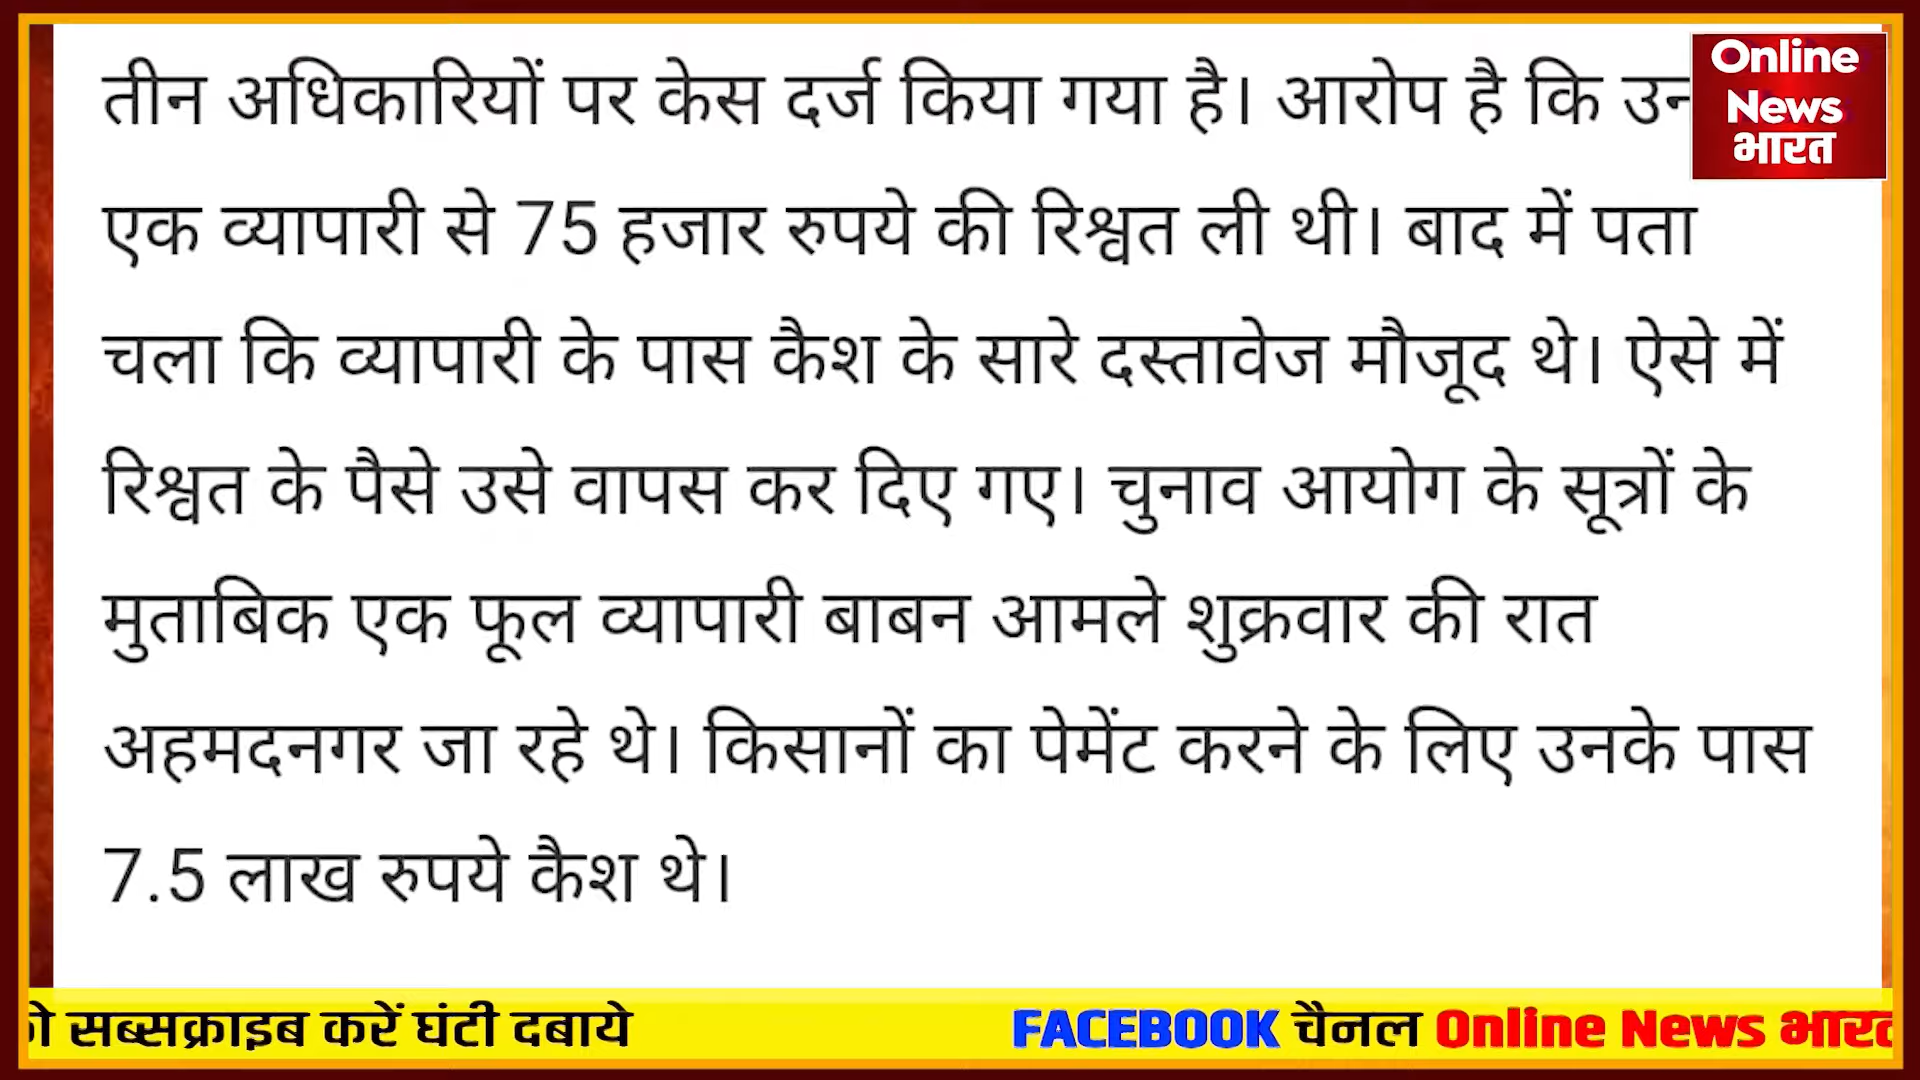 तीन अधिकारियों पर केस दर्ज किया गया है। आरोप है कि
Online
News
भारत
एक व्यापारी से 75 हजार रुपये की रिश्वत ली थी। बाद में पता
चला कि व्यापारी के पास कैश के सारे दस्तावेज मौजूद थे। ऐसे में
रिश्वत के पैसे उसे वापस कर दिए गए। चुनाव आयोग के सूत्रों के
मुताबिक एक फूल व्यापारी बाबन आमले शुक्रवार की रात
अहमदनगर जा रहे थे। किसानों का पेमेंट करने के लिए उनके पास
7.5 लाख रुपये कैश थे।
सब्सक्राइब करें घंटी दबाये FACEBOOK चैनल Online News भारत